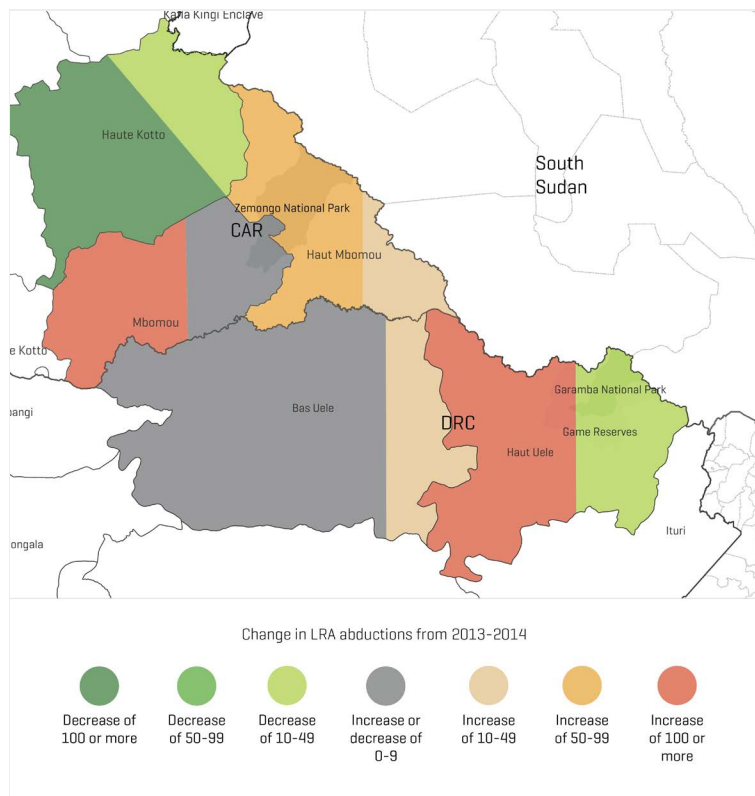 Kafia Kingi Enclave
Haute Kotto
South
Sudan
Zemongo National Park
CAR
Haut Mbomou
Mbomou
e Kotto
Garamba National Park
Bas Uele
angi
DRC
Game Reserves
Haut Uele
Ituri
ongala
Change in LRA abductions from 2013-2014
Decrease of
100 or more
Decrease
of 50-99
Decrease
of 10-49
Increase or
decrease of
0-9
Increase
of 10-49
Increase
of 50-99
Increase
of 100 or
more